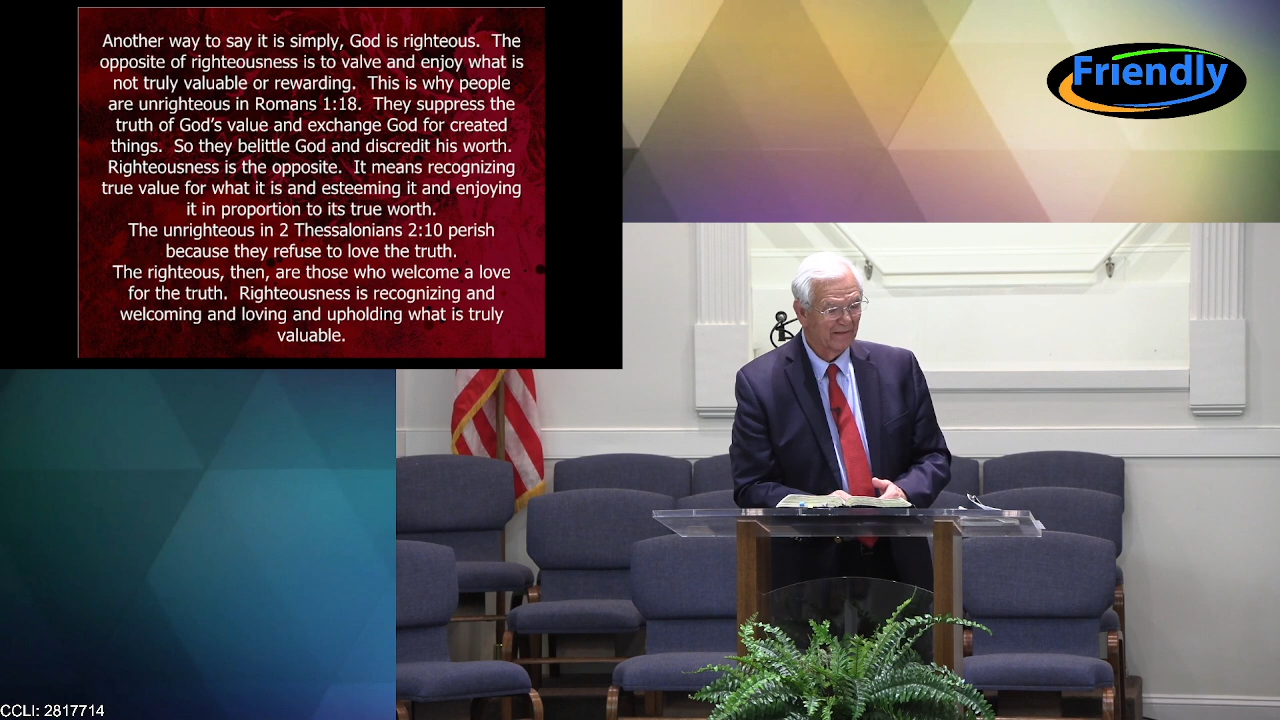 Another way to say it is simply, God is righteous.  The
opposite of righteousness is to valve and enjoy what is
not truly valuable or rewarding.  This is why people
are unrighteous in Romans 1:18.  They suppress the
truth of God's value and exchange God for created
things.  So they belittle God and discredit his worth.
Righteousness is the opposite.  It means recognizing
true value for what it is and esteeming it and enjoying
it in proportion to its true worth.
The unrighteous in 2 Thessalonians 2:10 perish
because they refuse to love the truth.
The righteous, then, are those who welcome a love
for the truth.  Righteousness is recognizing and
welcoming and loving and upholding what is truly
valuable.
Friendly
CCLI: 2817714